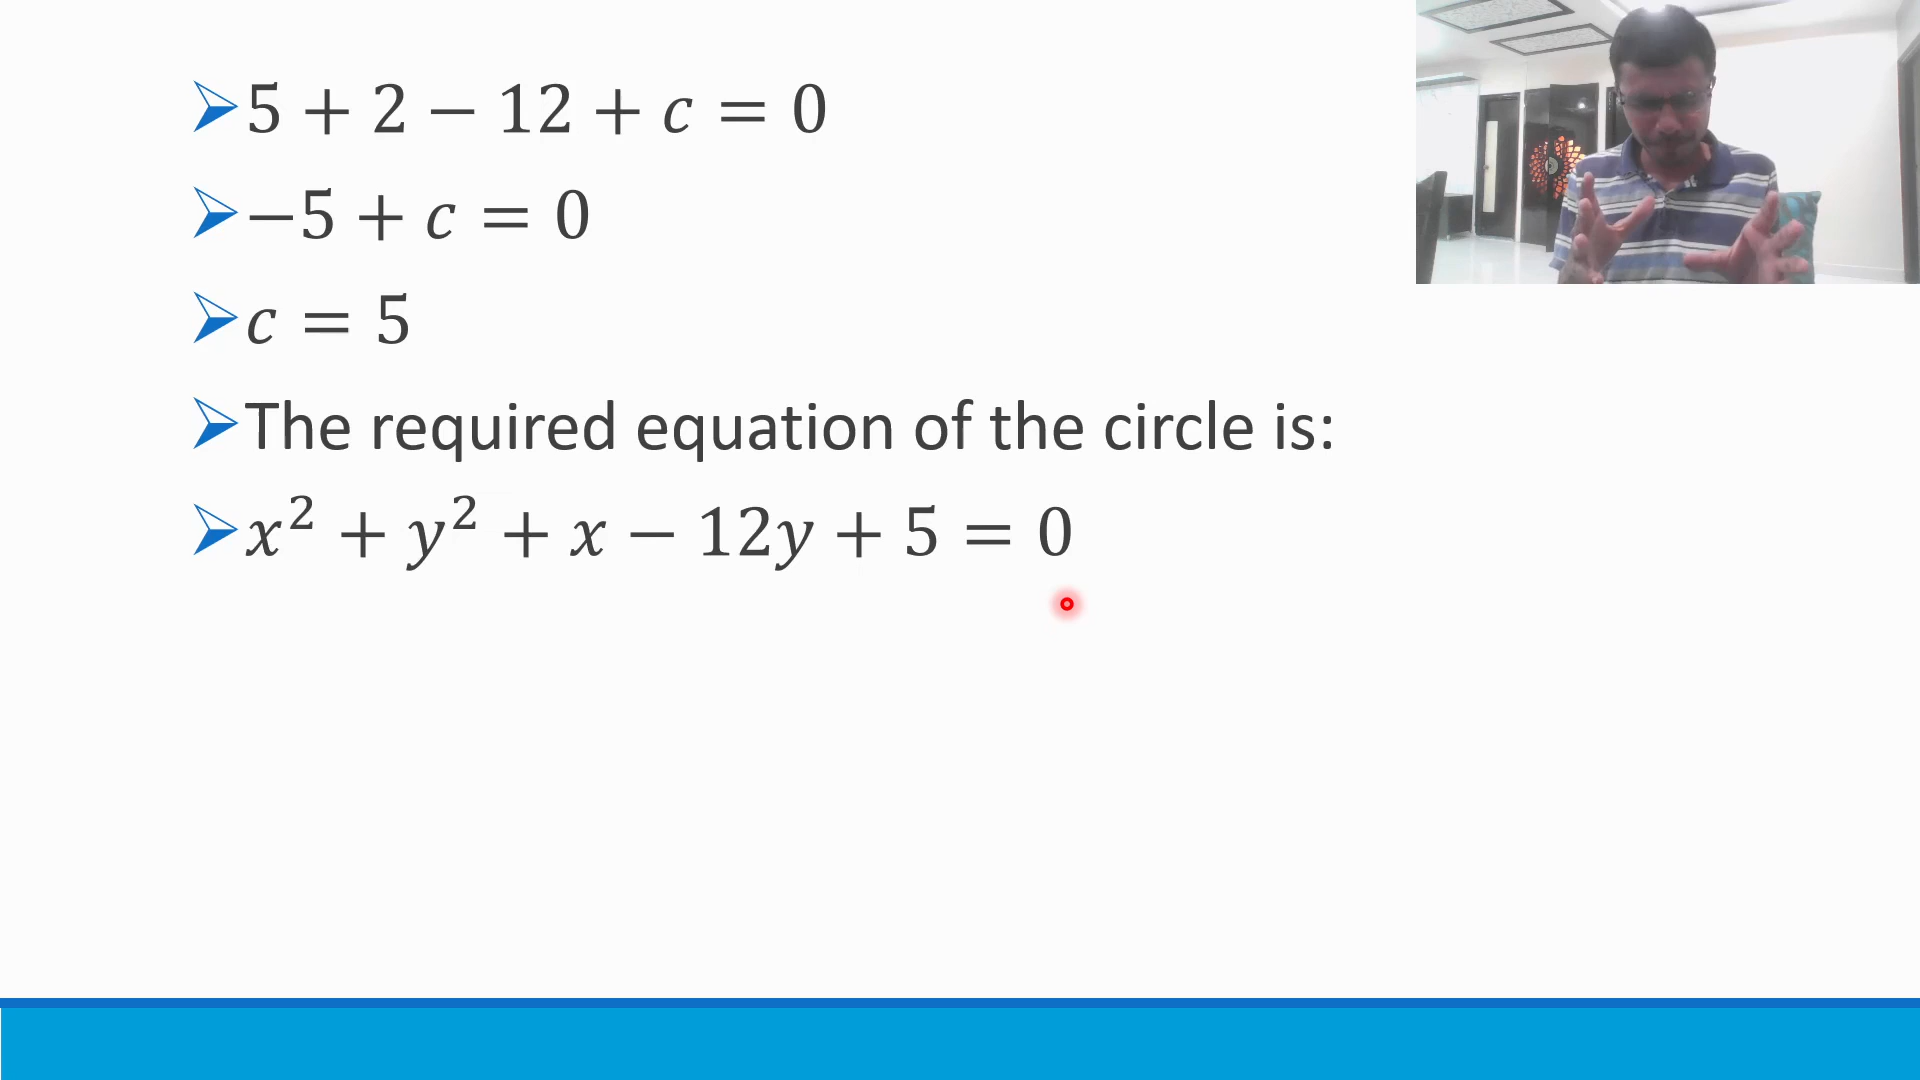 5 + 2 − 12 + c = 0
−5 + c = 0
c = 5
The required equation of the circle is:
x² + y² + x − 12y + 5 = 0